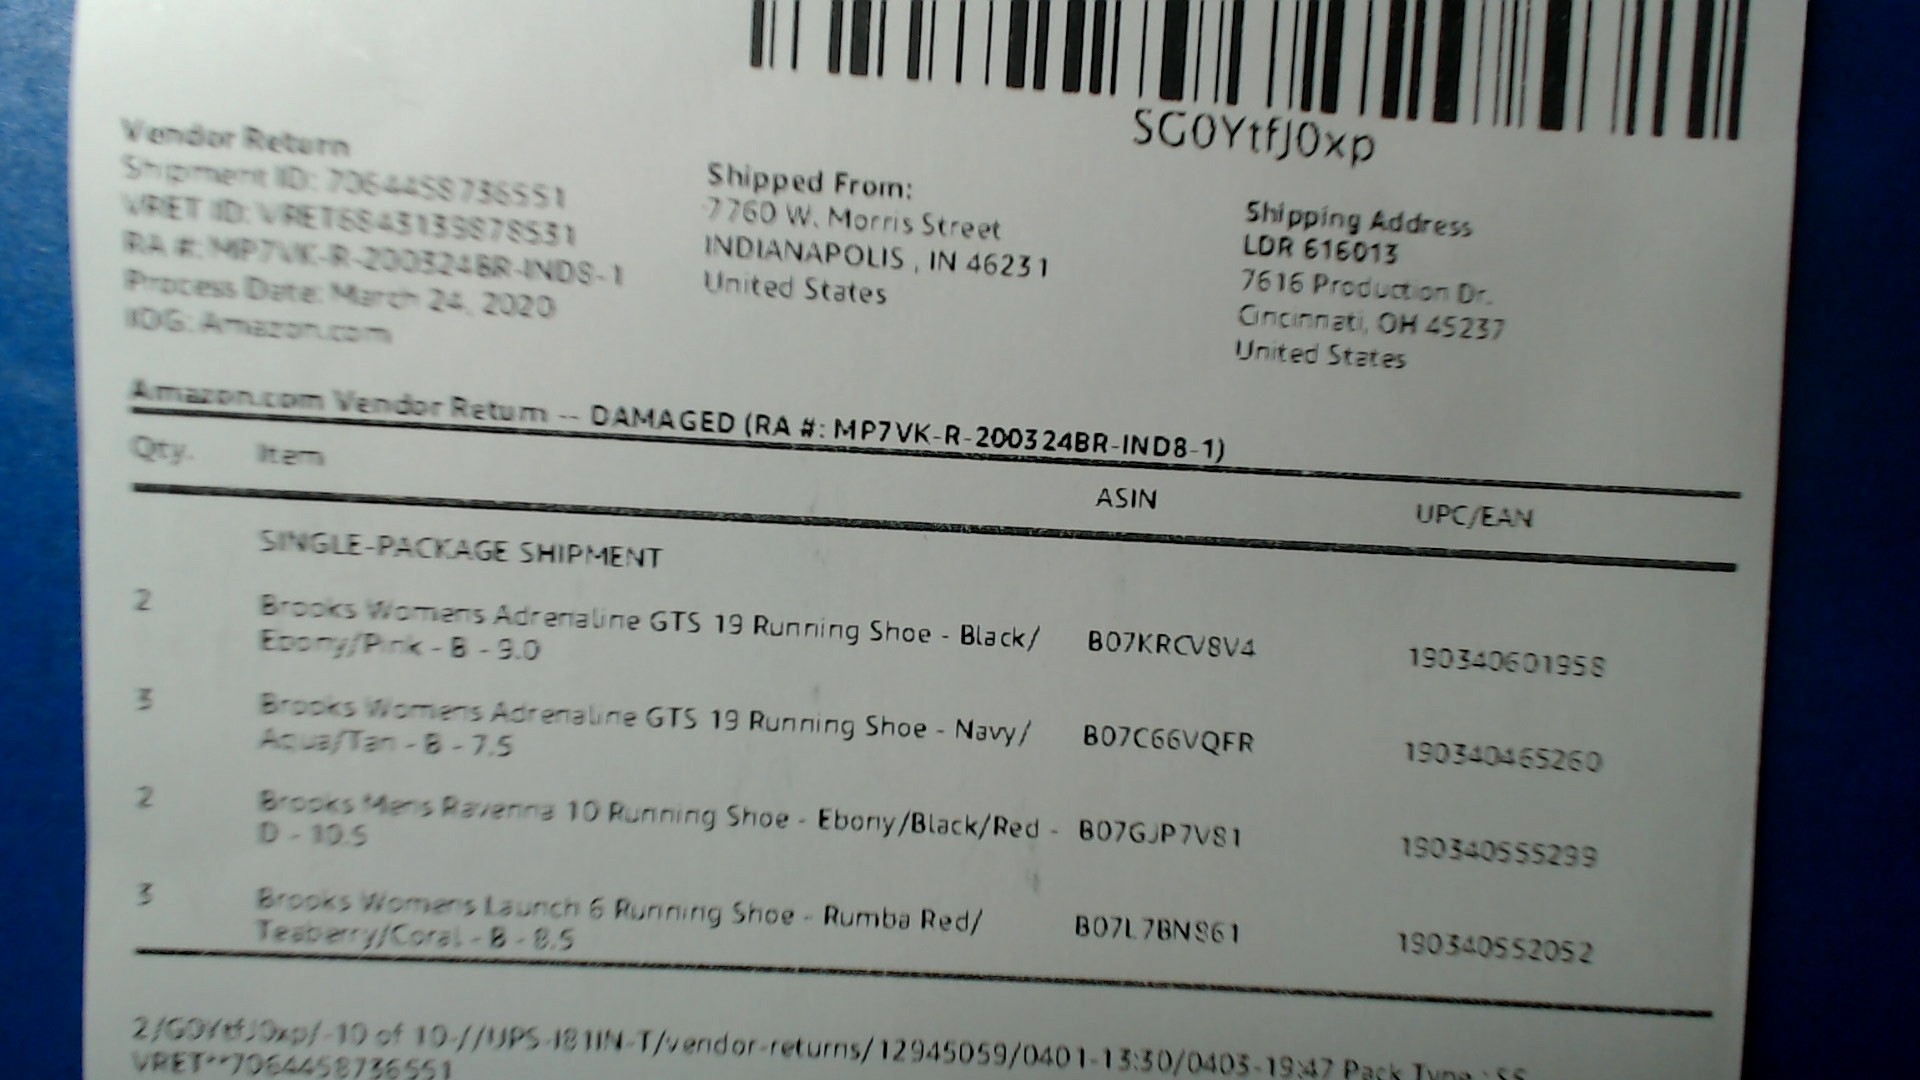 SG0YtfJ0xp
Vendor Return
Shipment ID: 7064458736551
VRET ID: VRET6843139878531
RA #: MP7VK-R-200324BR-IND8-1
Process Date: March 24, 2020
IOG: Amazon.com
Shipped From:
7760 W. Morris Street
INDIANAPOLIS , IN 46231
United States
Shipping Address
LDR 616013
7616 Production Dr.
Cincinnati, OH 45237
United States
Amazon.com Vendor Return -- DAMAGED (RA #: MP7VK-R-200324BR-IND8-1)
Qty. Item ASIN UPC/EAN
SINGLE-PACKAGE SHIPMENT
2 Brooks Womens Adrenaline GTS 19 Running Shoe - Black/ B07KRCV8V4 190340601958
Ebony/Pink - B - 9.0
3 Brooks Womens Adrenaline GTS 19 Running Shoe - Navy/ B07C66VQFR 190340465260
Aqua/Tan - B - 7.5
2 Brooks Mens Ravenna 10 Running Shoe - Ebony/Black/Red - B07GJP7V81 190340555299
D - 10.5
3 Brooks Womens Launch 6 Running Shoe - Rumba Red/ B07L7BN861 190340552052
Teaberry/Coral - B - 8.5
2/G0YtfJ0xp/-10 of 10-//UPS-I81IN-T/vendor-returns/12945059/0401-13:30/0403-19:47 Pack Type : SS
VRET**7064458736551